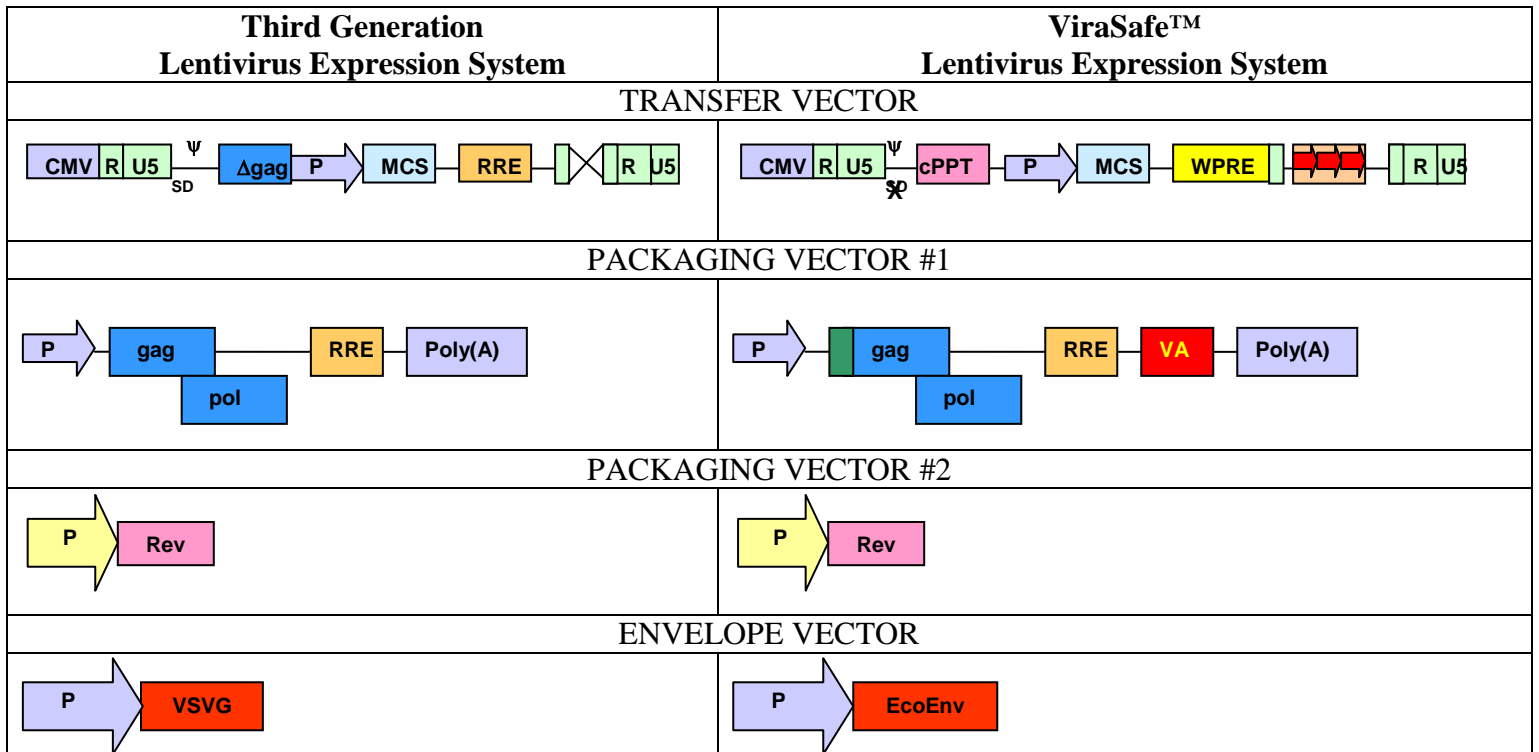 Third Generation
Lentivirus Expression System
ViraSafe™
Lentivirus Expression System
TRANSFER VECTOR
CMV R U5 ψ SD Δgag P MCS RRE R U5
CMV R U5 ψ SD X cPPT P MCS WPRE R U5
PACKAGING VECTOR #1
P gag RRE Poly(A)
pol
P gag RRE VA Poly(A)
pol
PACKAGING VECTOR #2
P Rev
P Rev
ENVELOPE VECTOR
P VSVG
P EcoEnv